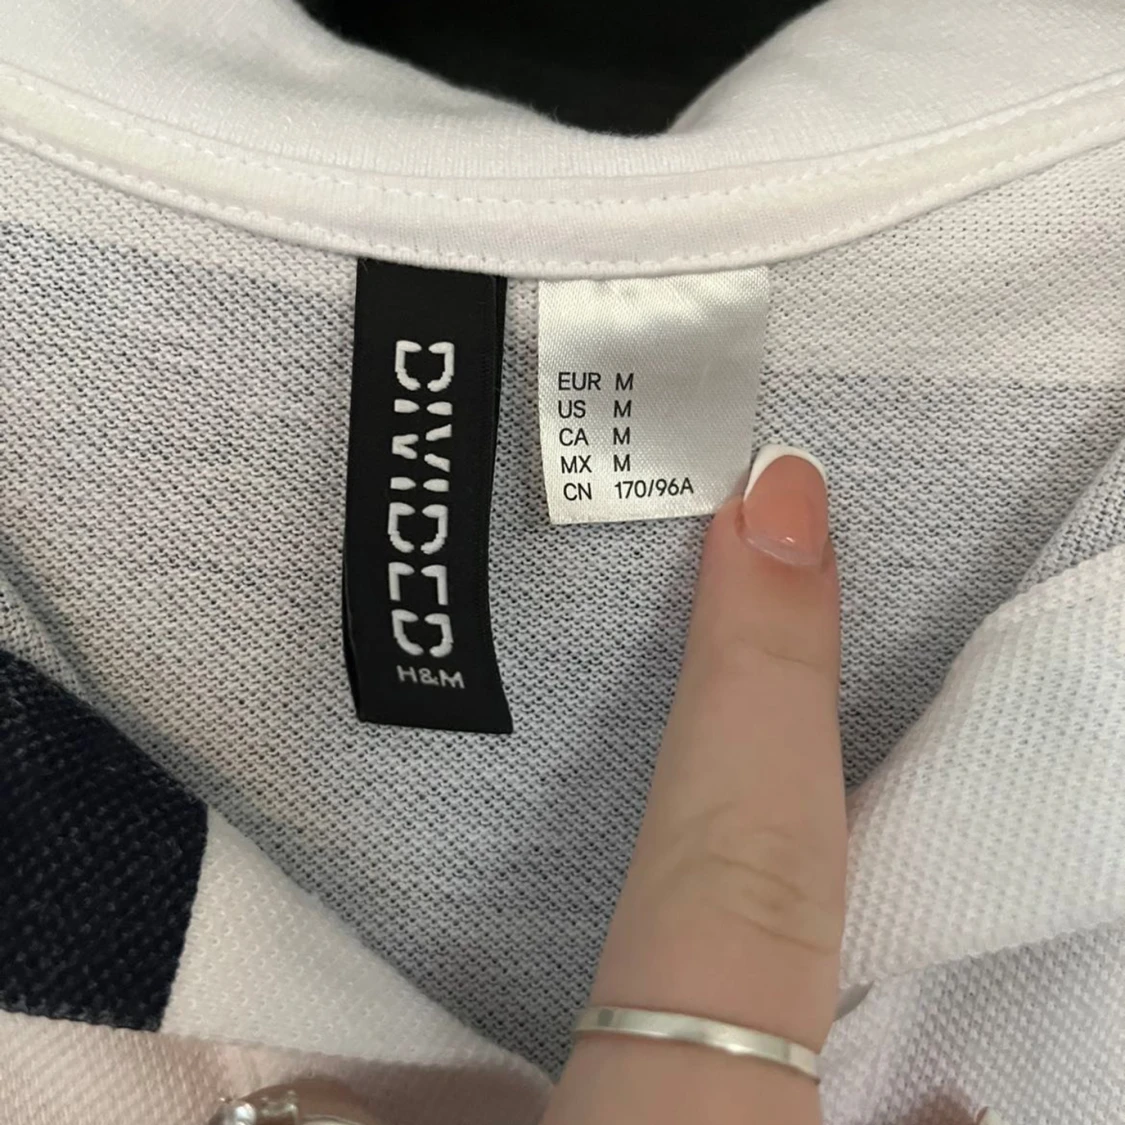 DIVIDED
H&M
EUR M
US M
CA M
MX M
CN 170/96A